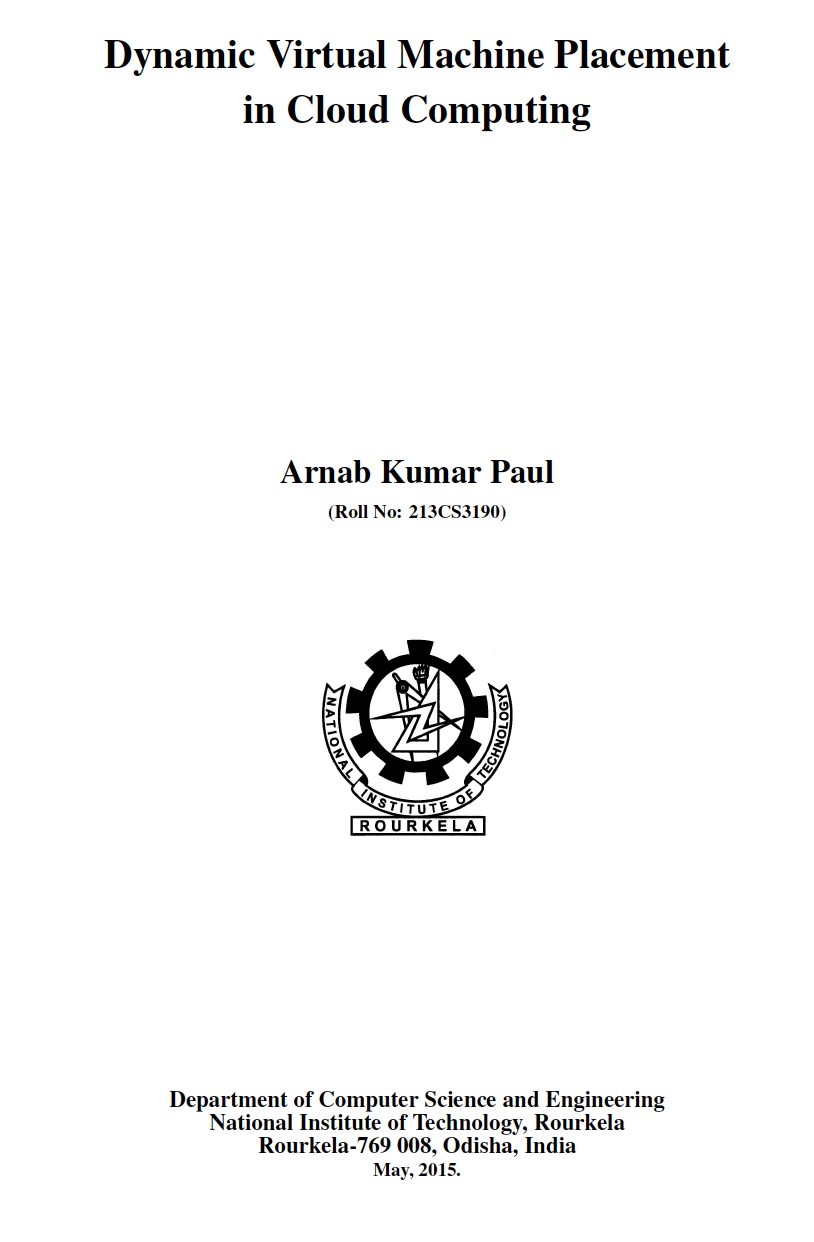 Dynamic Virtual Machine Placement
in Cloud Computing
Arnab Kumar Paul
(Roll No: 213CS3190)
NATIONAL INSTITUTE OF TECHNOLOGY
ROURKELA
Department of Computer Science and Engineering
National Institute of Technology, Rourkela
Rourkela-769 008, Odisha, India
May, 2015.